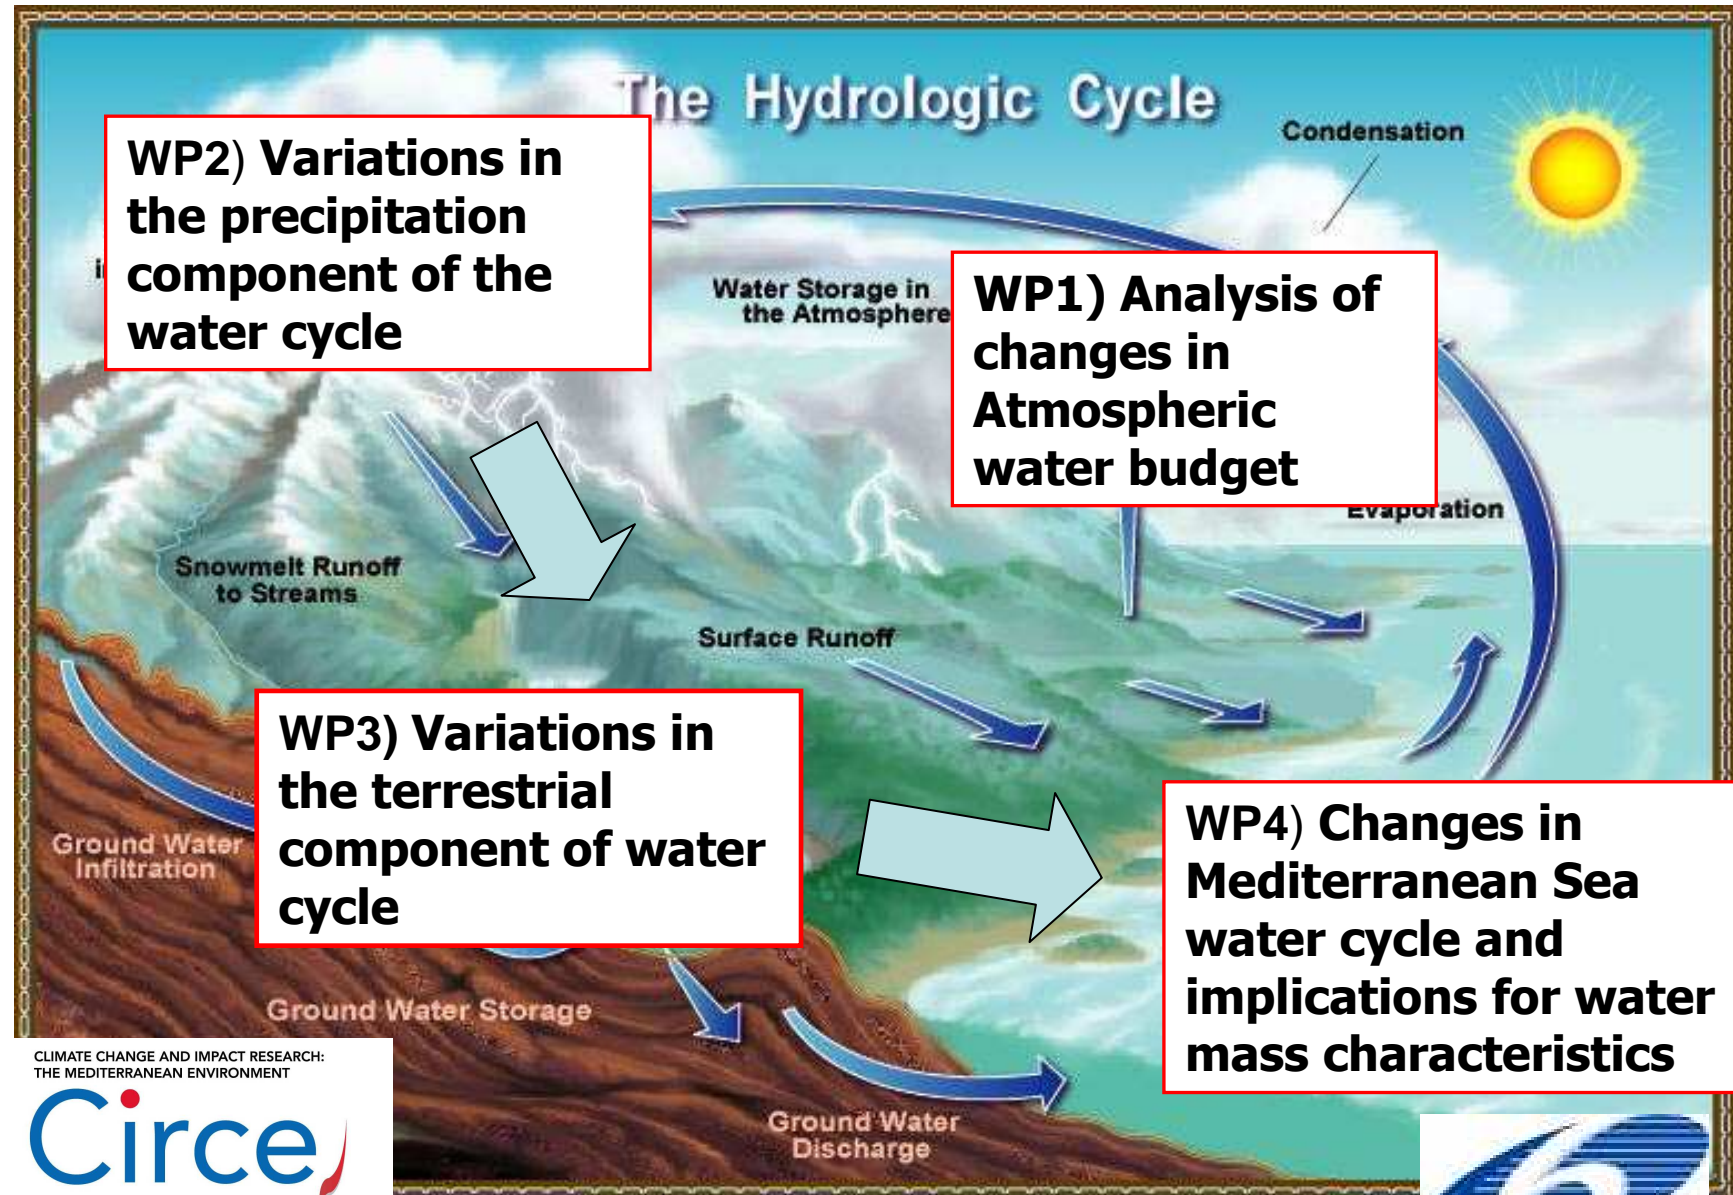 The Hydrologic Cycle
Condensation
WP2) Variations in
the precipitation
component of the
water cycle
Water Storage in
the Atmosphere
WP1) Analysis of
changes in
Atmospheric
water budget
Evaporation
Snowmelt Runoff
to Streams
Surface Runoff
WP3) Variations in
the terrestrial
component of water
cycle
Ground Water
Infiltration
WP4) Changes in
Mediterranean Sea
water cycle and
implications for water
mass characteristics
Ground Water Storage
CLIMATE CHANGE AND IMPACT RESEARCH:
THE MEDITERRANEAN ENVIRONMENT
Circe
Ground Water
Discharge